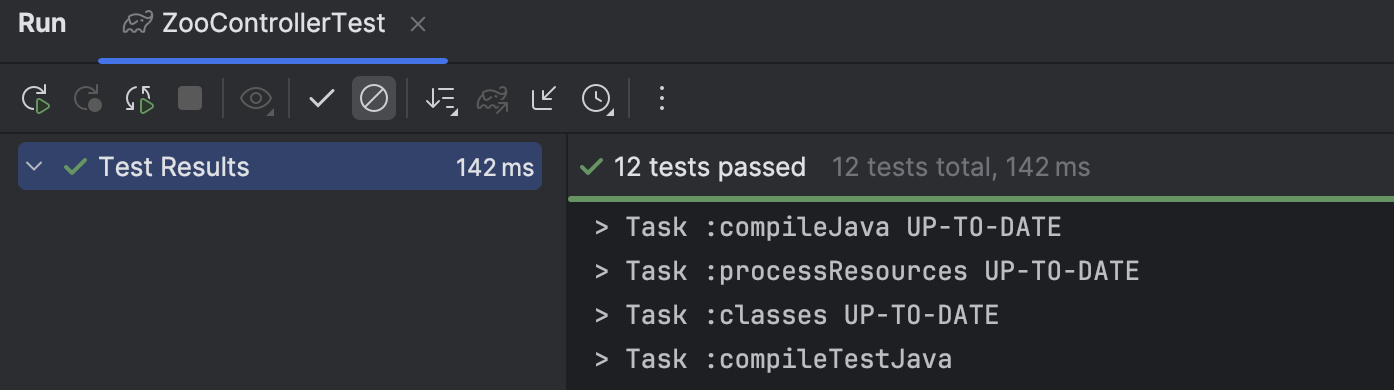 Run ZooControllerTest
Test Results 142 ms
12 tests passed 12 tests total, 142 ms
> Task :compileJava UP-TO-DATE
> Task :processResources UP-TO-DATE
> Task :classes UP-TO-DATE
> Task :compileTestJava